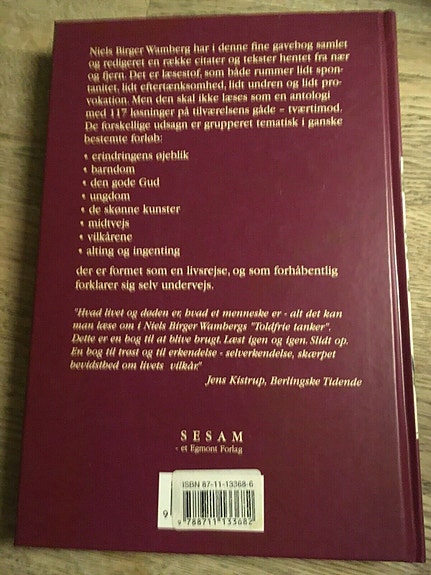 Niels Birger Wamberg har i denne fine gavebog samlet
og redigeret en række citater og tekster hentet fra nær
og fjern. Det er læsestof, som både rummer lidt spon-
tanitet, lidt eftertænksomhed, lidt undren og lidt pro-
vokation. Men den skal ikke læses som en antologi
med 117 løsninger på tilværelsens gåde - tværtimod.
De forskellige udsagn er grupperet tematisk i ganske
bestemte forløb:
• erindringens øjeblik
• barndom
• den gode Gud
• ungdom
• de skønne kunster
• midtvejs
• vilkårene
• alting og ingenting
der er formet som en livsrejse, og som forhåbentlig
forklarer sig selv undervejs.
"Hvad livet og døden er, hvad et menneske er - alt det kan
man læse om i Niels Birger Wambergs "Toldfrie tanker".
Dette er en bog til at blive brugt. Læst igen og igen. Slidt op.
En bog til trøst og til erkendelse - selverkendelse, skærpet
bevidsthed om livets vilkår."
Jens Kistrup, Berlingske Tidende
SESAM
- et Egmont Forlag
ISBN 87-11-13368-6
9
9 788711 133682